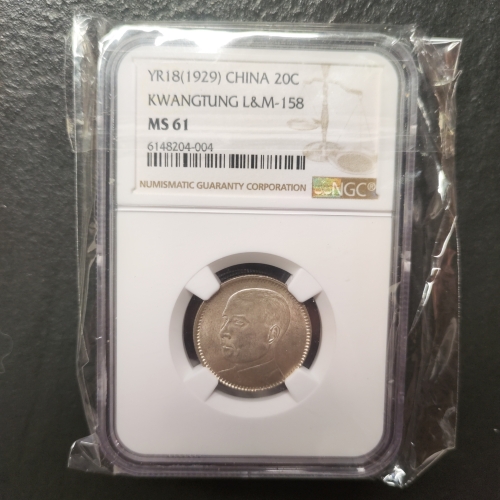 YR18(1929) CHINA 20C
KWANGTUNG L&M-158
MS 61
6148204-004
NUMISMATIC GUARANTY CORPORATION
NGC®